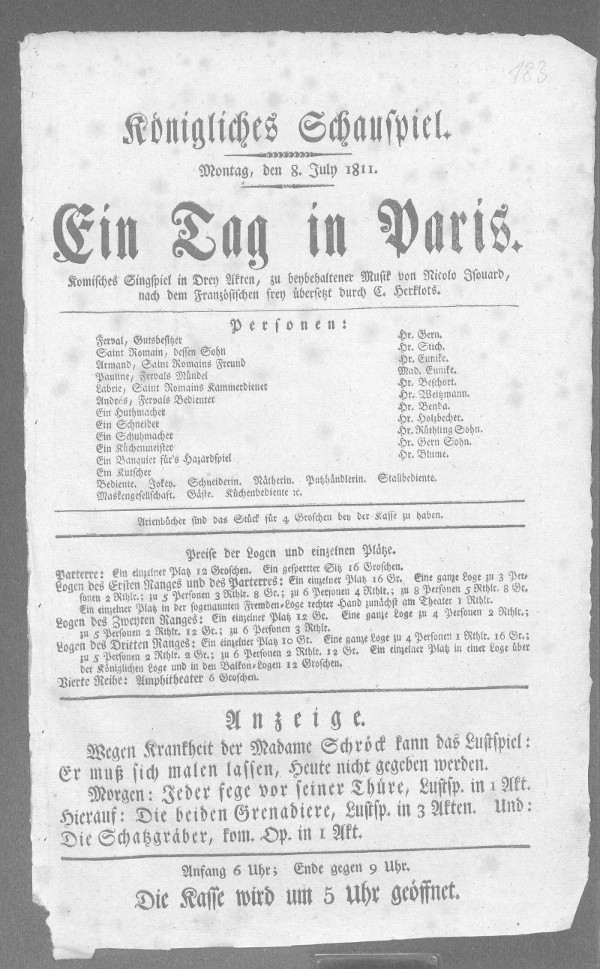 183
Königliches Schauspiel.
Montag, den 8. July 1811.
Ein Tag in Paris.
Komisches Singspiel in Drey Akten, zu beybehaltener Musik von Nicolo Isouard,
nach dem Französischen frey übersetzt durch C. Herklots.
Personen:
Ferval, Gutsbesitzer Hr. Gern.
Saint Romain, dessen Sohn Hr. Stich.
Armand, Saint Romains Freund Hr. Eunike.
Pauline, Fervals Mündel Mad. Eunike.
Labrie, Saint Romains Kammerdiener Hr. Beschort.
Andrés, Fervals Bedienter Hr. Weitzmann.
Ein Huthmacher Hr. Benda.
Ein Schneider Hr. Holzbecher.
Ein Schuhmacher Hr. Rüthling Sohn.
Ein Küchenmeister Hr. Gern Sohn.
Ein Banquier für's Hazardspiel Hr. Blume.
Ein Kutscher
Bediente. Jokey. Schneiderin. Nätherin. Putzhändlerin. Stallbediente.
Maskengesellschaft. Gäste. Küchenbediente ꝛc.
Arienbücher sind das Stück für 4 Groschen bey der Kasse zu haben.
Preise der Logen und einzelnen Plätze.
Parterre: Ein einzelner Platz 12 Groschen. Ein gesperrter Sitz 16 Groschen.
Logen des Ersten Ranges und des Parterres: Ein einzelner Platz 16 Gr. Eine ganze Loge zu 3 Per-
sonen 2 Rthlr.; zu 5 Personen 3 Rthlr. 8 Gr.; zu 6 Personen 4 Rthlr.; zu 8 Personen 5 Rthlr. 8 Gr.
Ein einzelner Platz in der sogenannten Fremden-Loge rechter Hand zunächst am Theater 1 Rthlr.
Logen des Zweyten Ranges: Ein einzelner Platz 12 Gr. Eine ganze Loge zu 4 Personen 2 Rthlr.;
zu 5 Personen 2 Rthlr. 12 Gr.; zu 6 Personen 3 Rthlr.
Logen des Dritten Ranges: Ein einzelner Platz 10 Gr. Eine ganze Loge zu 4 Personen 1 Rthlr. 16 Gr.;
zu 5 Personen 2 Rthlr. 2 Gr.; zu 6 Personen 2 Rthlr. 12 Gr. Ein einzelner Platz in einer Loge über
der Königlichen Loge und in den Balkon-Logen 12 Groschen.
Vierte Reihe: Amphitheater 6 Groschen.
Anzeige.
Wegen Krankheit der Madame Schröck kann das Lustspiel:
Er muß sich malen lassen, Heute nicht gegeben werden.
Morgen: Jeder fege vor seiner Thüre, Lustsp. in 1 Akt.
Hierauf: Die beiden Grenadiere, Lustsp. in 3 Akten. Und:
Die Schatzgräber, kom. Op. in 1 Akt.
Anfang 6 Uhr; Ende gegen 9 Uhr.
Die Kasse wird um 5 Uhr geöffnet.